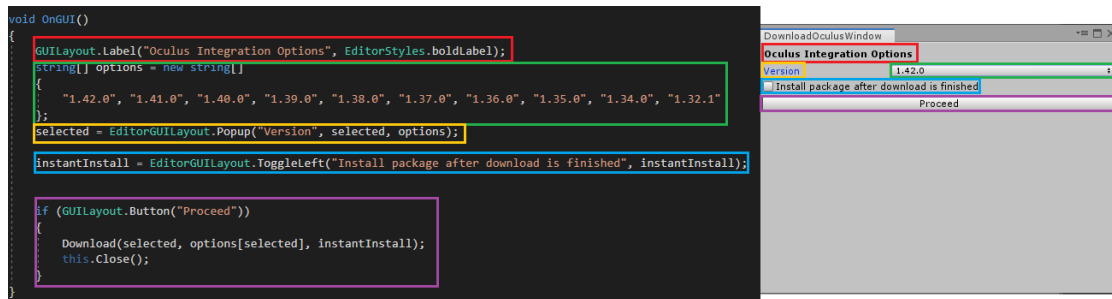 void OnGUI()
{
GUILayout.Label("Oculus Integration Options", EditorStyles.boldLabel);
string[] options = new string[]
{
"1.42.0", "1.41.0", "1.40.0", "1.39.0", "1.38.0", "1.37.0", "1.36.0", "1.35.0", "1.34.0", "1.32.1"
};
selected = EditorGUILayout.Popup("Version", selected, options);
instantInstall = EditorGUILayout.ToggleLeft("Install package after download is finished", instantInstall);
if (GUILayout.Button("Proceed"))
{
Download(selected, options[selected], instantInstall);
this.Close();
}
}
DownloadOculusWindow
Oculus Integration Options
Version 1.42.0
Install package after download is finished
Proceed